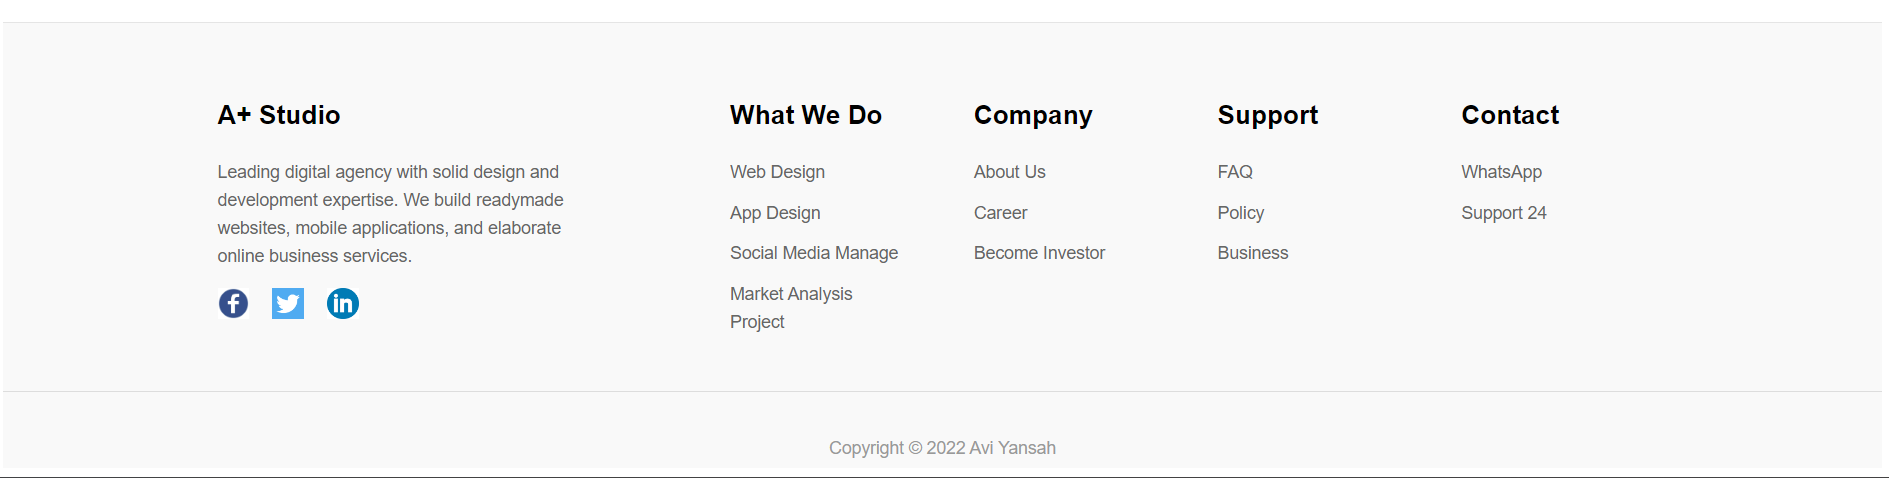 A+ Studio
Leading digital agency with solid design and
development expertise. We build readymade
websites, mobile applications, and elaborate
online business services.
What We Do
Web Design
App Design
Social Media Manage
Market Analysis
Project
Company
About Us
Career
Become Investor
Support
FAQ
Policy
Business
Contact
WhatsApp
Support 24
Copyright © 2022 Avi Yansah